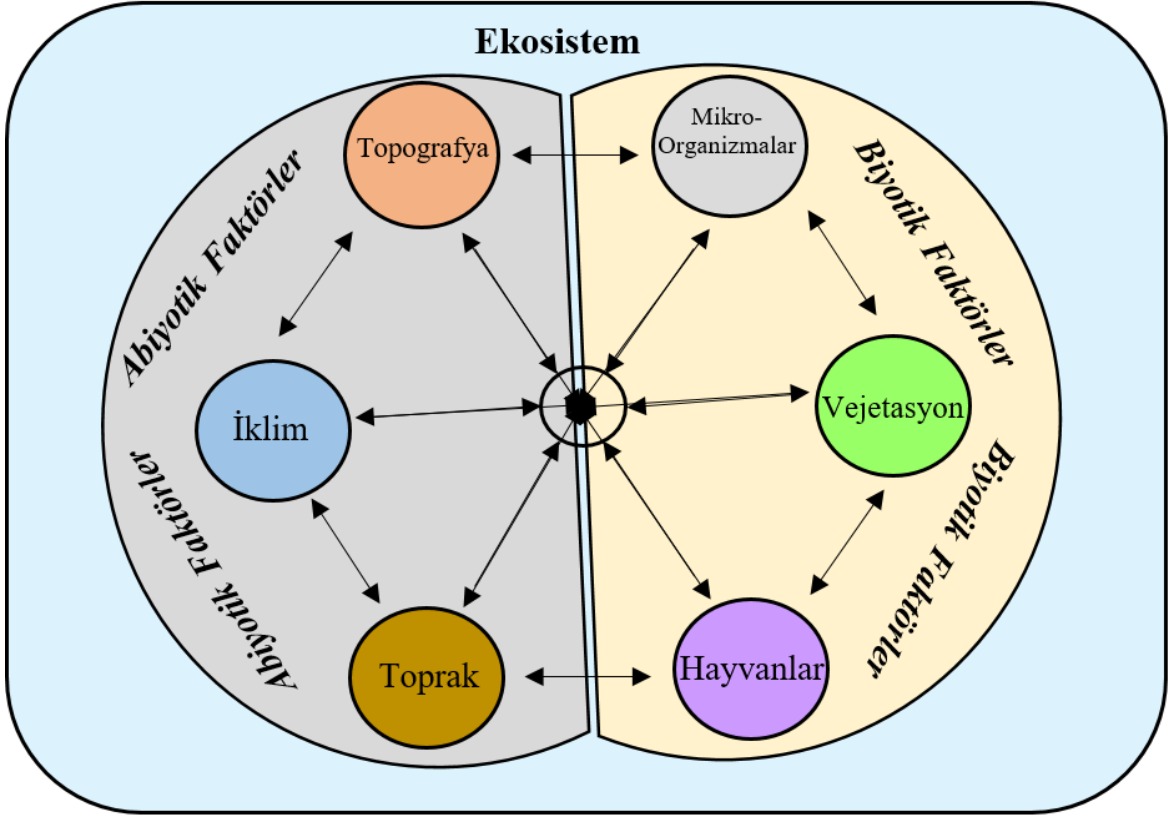 Ekosistem
Topografya
Mikro-
Organizmalar
Abiyotik Faktörler
Biyotik Faktörler
İklim
Vejetasyon
Abiyotik Faktörler
Biyotik Faktörler
Toprak
Hayvanlar